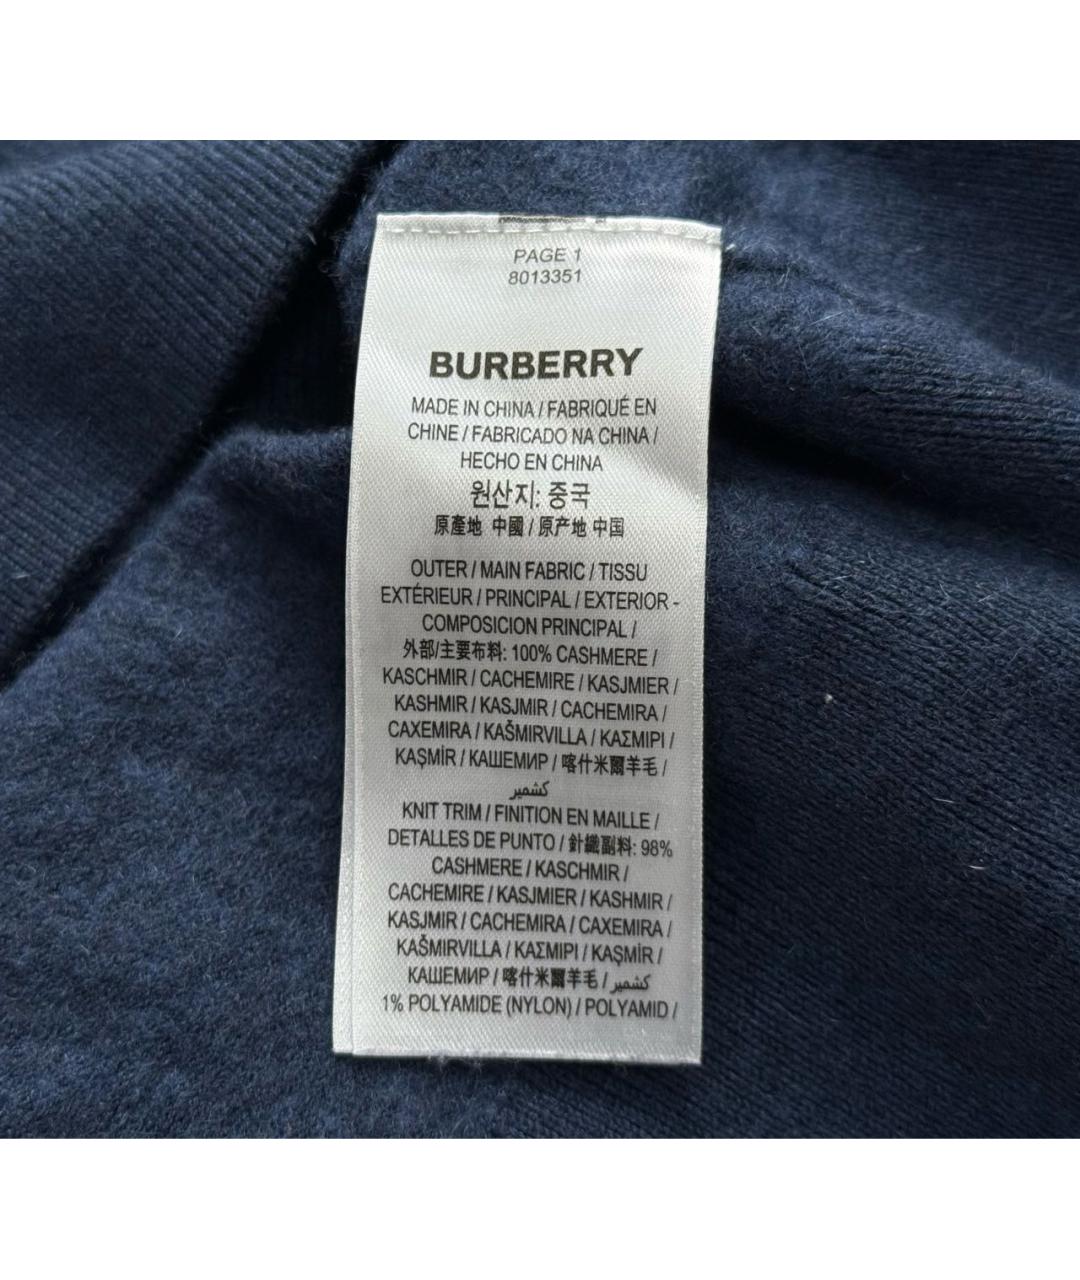 PAGE 1
8013351
BURBERRY
MADE IN CHINA / FABRIQUÉ EN
CHINE / FABRICADO NA CHINA /
HECHO EN CHINA
원산지: 중국
原產地 中國 / 原产地 中国
OUTER / MAIN FABRIC / TISSU
EXTÉRIEUR / PRINCIPAL / EXTERIOR -
COMPOSICION PRINCIPAL /
外部/主要布料: 100% CASHMERE /
KASCHMIR / CACHEMIRE / KASJMIER /
KASHMIR / KASJMIR / CACHEMIRA /
CAXEMIRA / KAŠMIRVILLA / ΚΑΣΜΙΡΙ /
KAŞMİR / КАШЕМИР / 喀什米爾羊毛 /
كشمير
KNIT TRIM / FINITION EN MAILLE /
DETALLES DE PUNTO / 針織副料: 98%
CASHMERE / KASCHMIR /
CACHEMIRE / KASJMIER / KASHMIR /
KASJMIR / CACHEMIRA / CAXEMIRA /
KAŠMIRVILLA / ΚΑΣΜΙΡΙ / KAŞMİR /
КАШЕМИР / 喀什米爾羊毛 / كشمير
1% POLYAMIDE (NYLON) / POLYAMID /